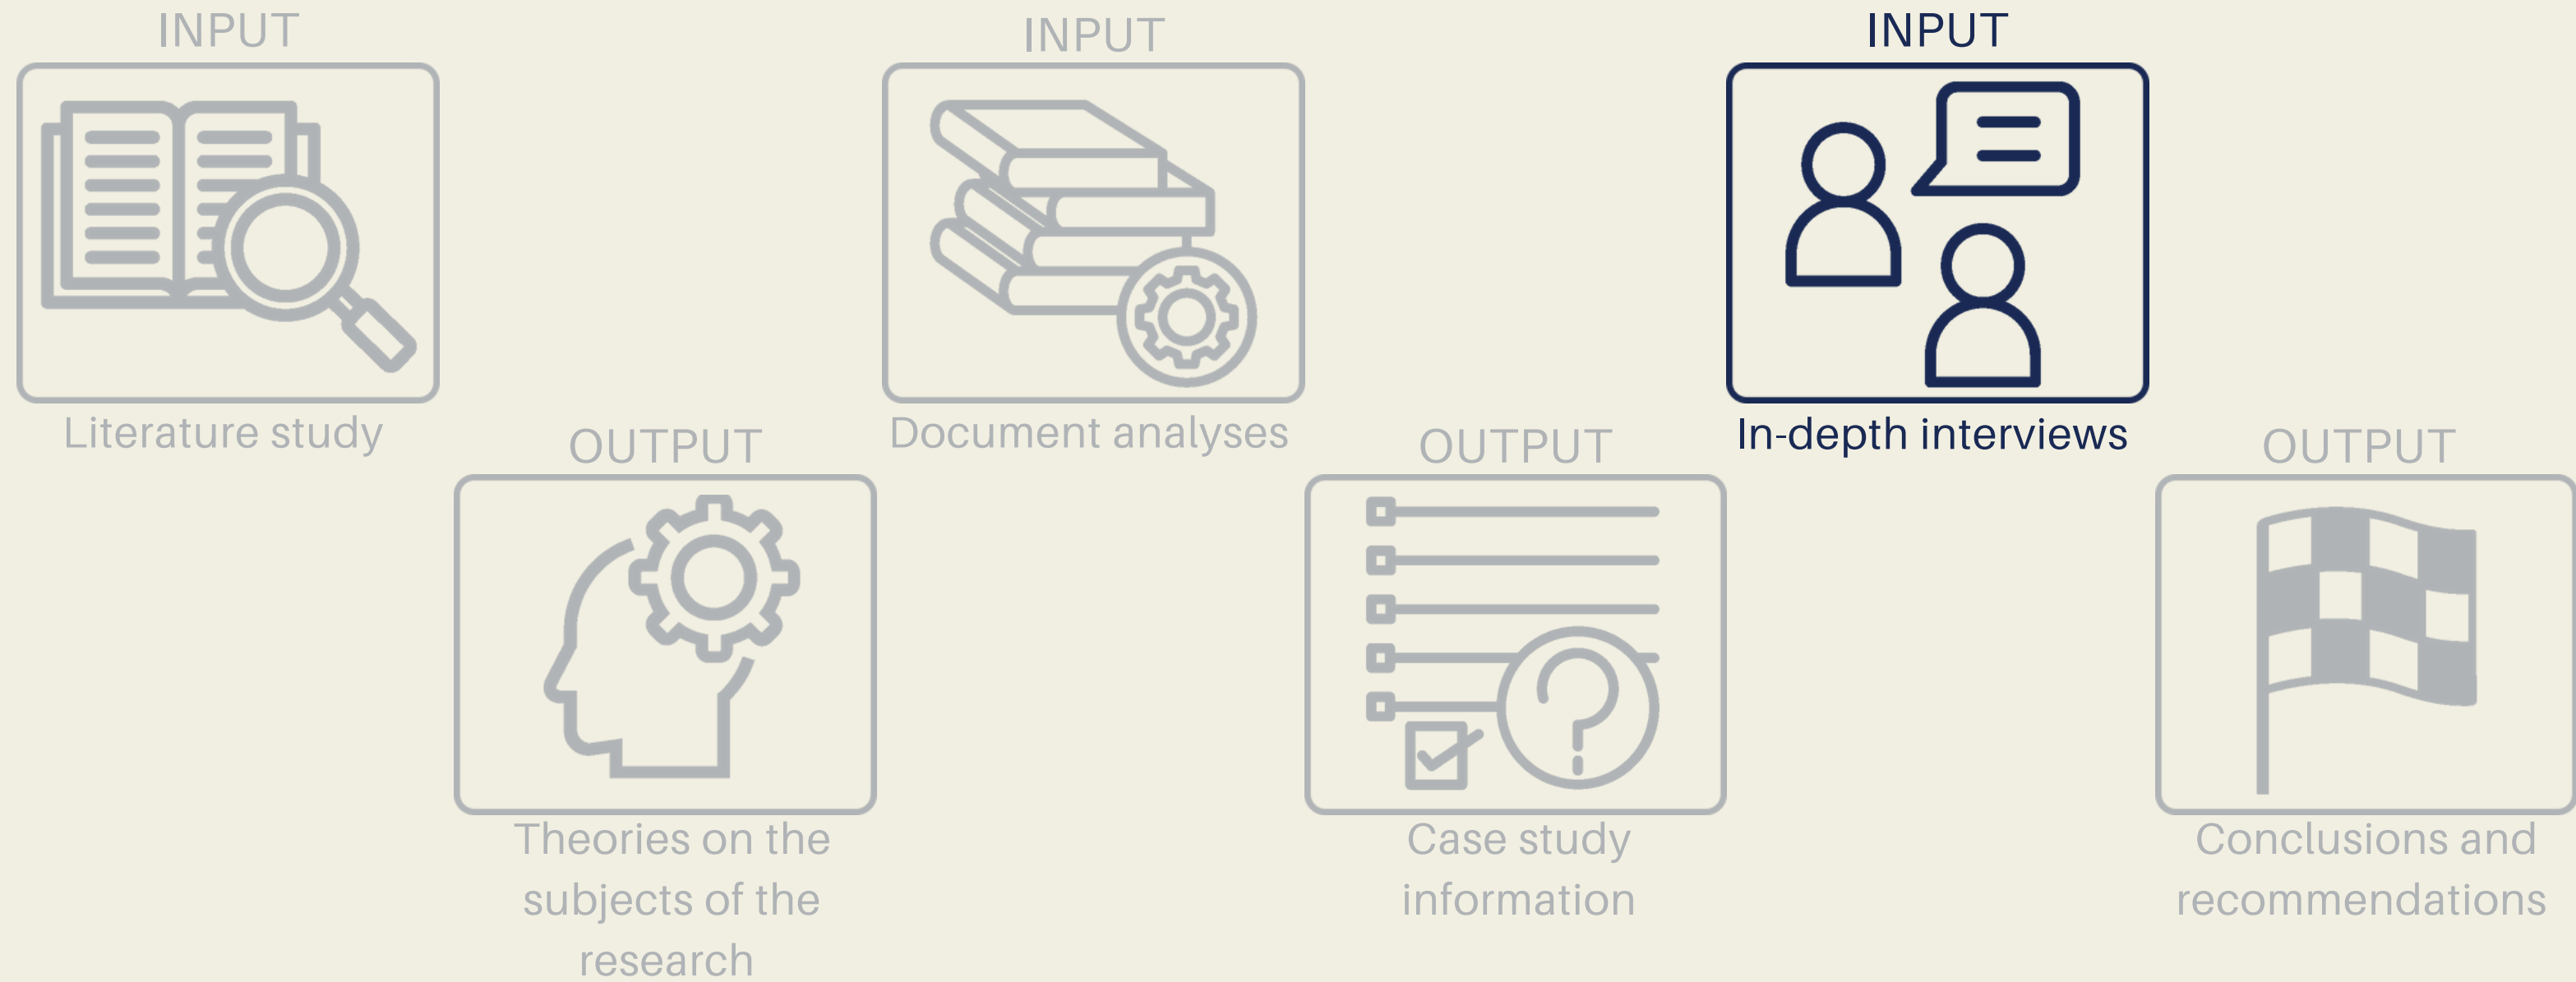 INPUT
Literature study
OUTPUT
Theories on the
subjects of the
research
INPUT
Document analyses
OUTPUT
Case study
information
INPUT
In-depth interviews
OUTPUT
Conclusions and
recommendations